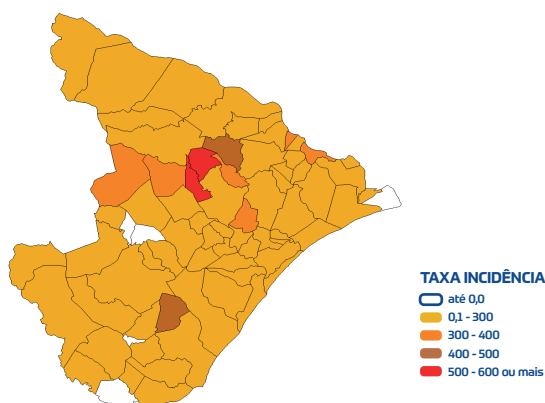 TAXA INCIDÊNCIA
até 0,0
0,1 - 300
300 - 400
400 - 500
500 - 600 ou mais